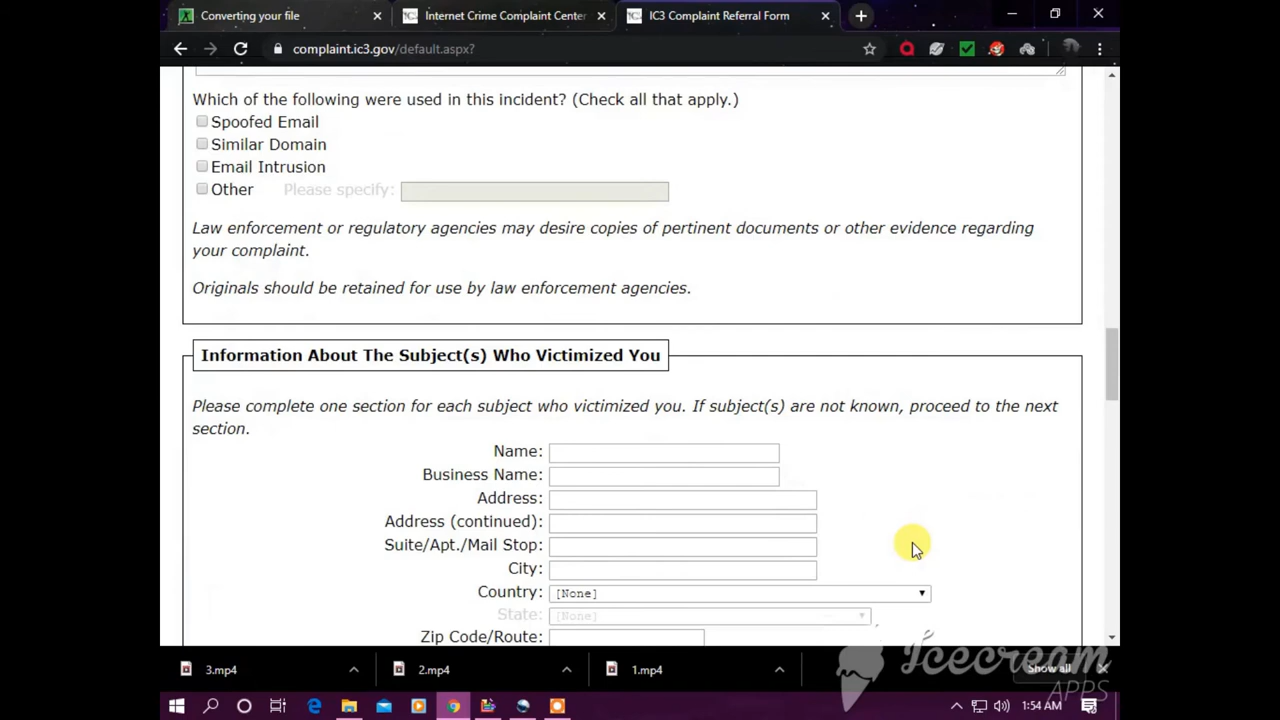 Converting your file
Internet Crime Complaint Center
IC3 Complaint Referral Form
complaint.ic3.gov/default.aspx?
Which of the following were used in this incident? (Check all that apply.)
Spoofed Email
Similar Domain
Email Intrusion
Other Please specify:
Law enforcement or regulatory agencies may desire copies of pertinent documents or other evidence regarding
your complaint.
Originals should be retained for use by law enforcement agencies.
Information About The Subject(s) Who Victimized You
Please complete one section for each subject who victimized you. If subject(s) are not known, proceed to the next
section.
Name:
Business Name:
Address:
Address (continued):
Suite/Apt./Mail Stop:
City:
Country: [None]
State: [None]
Zip Code/Route:
3.mp4
2.mp4
1.mp4
Show all
Icecream
APPS
1:54 AM